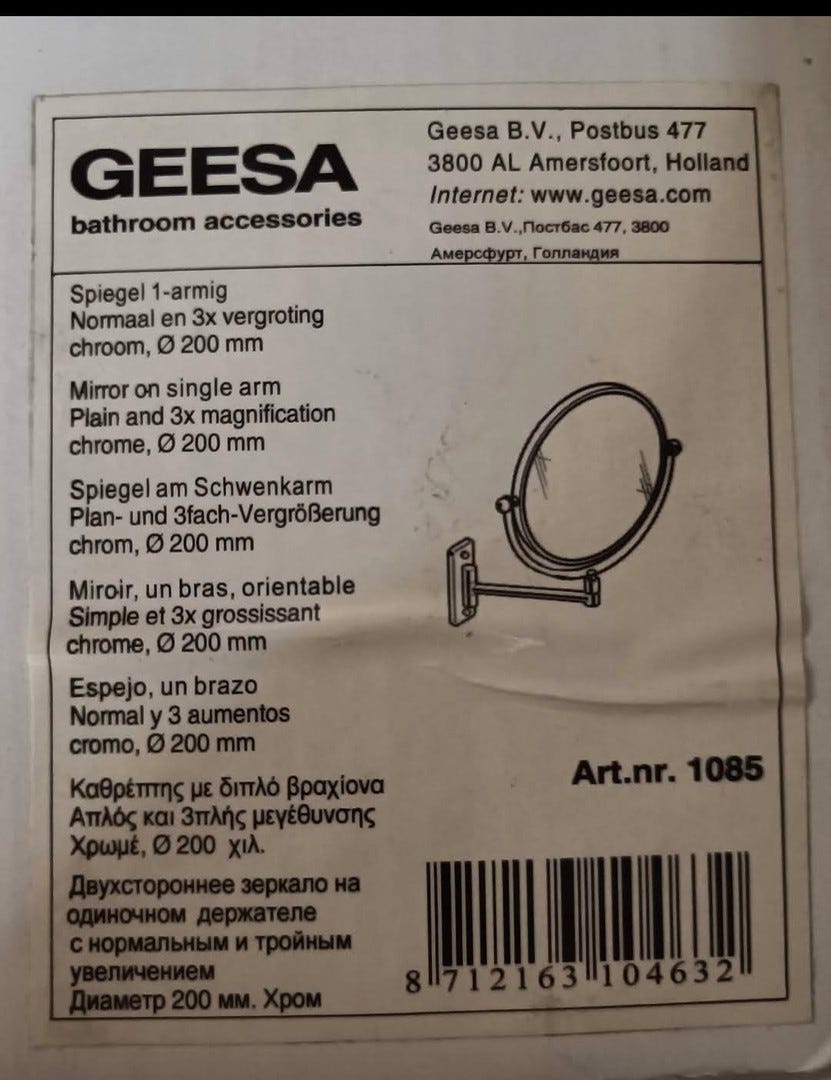 GEESA
bathroom accessories
Geesa B.V., Postbus 477
3800 AL Amersfoort, Holland
Internet: www.geesa.com
Geesa B.V.,Постбас 477, 3800
Амерсфурт, Голландия
Spiegel 1-armig
Normaal en 3x vergroting
chroom, Ø 200 mm
Mirror on single arm
Plain and 3x magnification
chrome, Ø 200 mm
Spiegel am Schwenkarm
Plan- und 3fach-Vergrößerung
chrom, Ø 200 mm
Miroir, un bras, orientable
Simple et 3x grossissant
chrome, Ø 200 mm
Espejo, un brazo
Normal y 3 aumentos
cromo, Ø 200 mm
Καθρέπτης με διπλό βραχίονα
Απλός και 3πλής μεγέθυνσης
Χρωμέ, Ø 200 χιλ.
Двухстороннее зеркало на
одиночном держателе
с нормальным и тройным
увеличением
Диаметр 200 мм. Хром
Art.nr. 1085
8 712163 104632